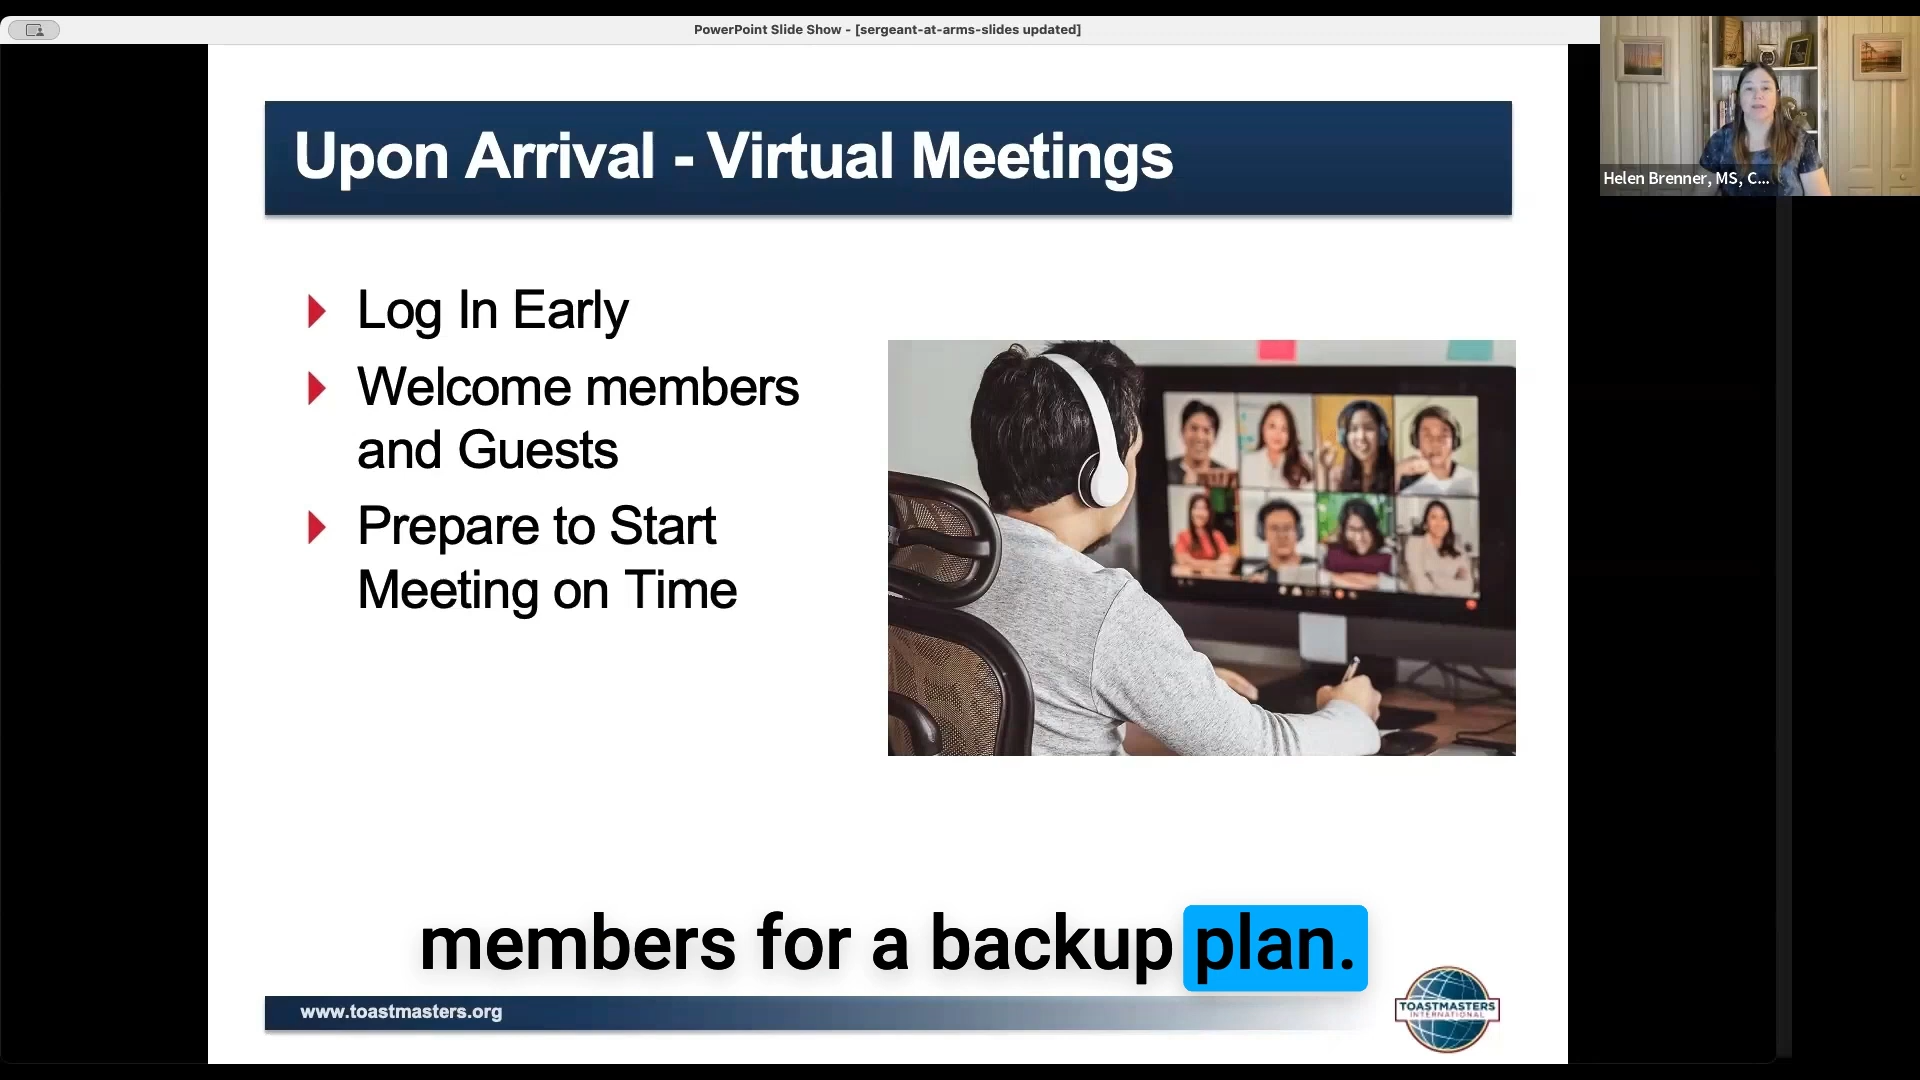 PowerPoint Slide Show - [sergeant-at-arms-slides updated]
Helen Brenner, MS, C...
Upon Arrival - Virtual Meetings
Log In Early
Welcome members
and Guests
Prepare to Start
Meeting on Time
members for a backup plan.
www.toastmasters.org
TOASTMASTERS
INTERNATIONAL